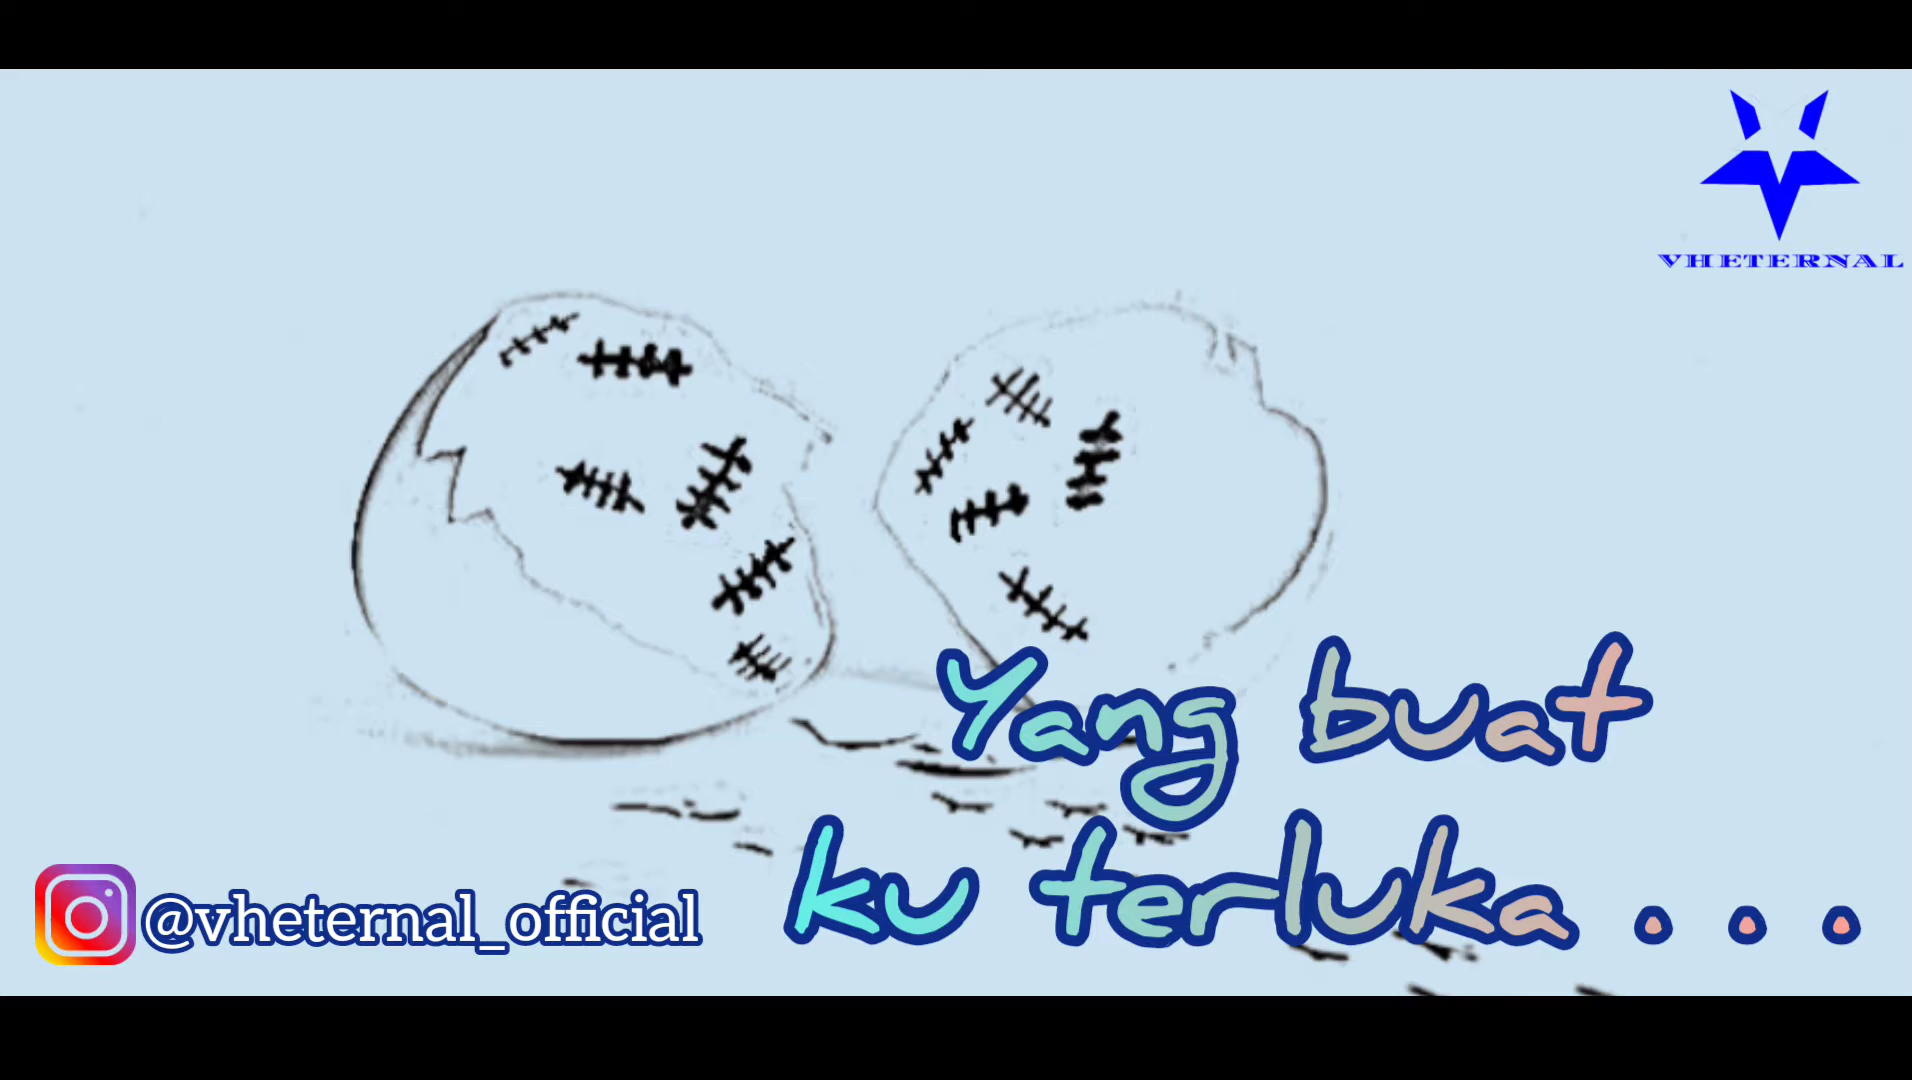 VHETERNAL
Yang buat
ku terluka . . .
@vheternal_official